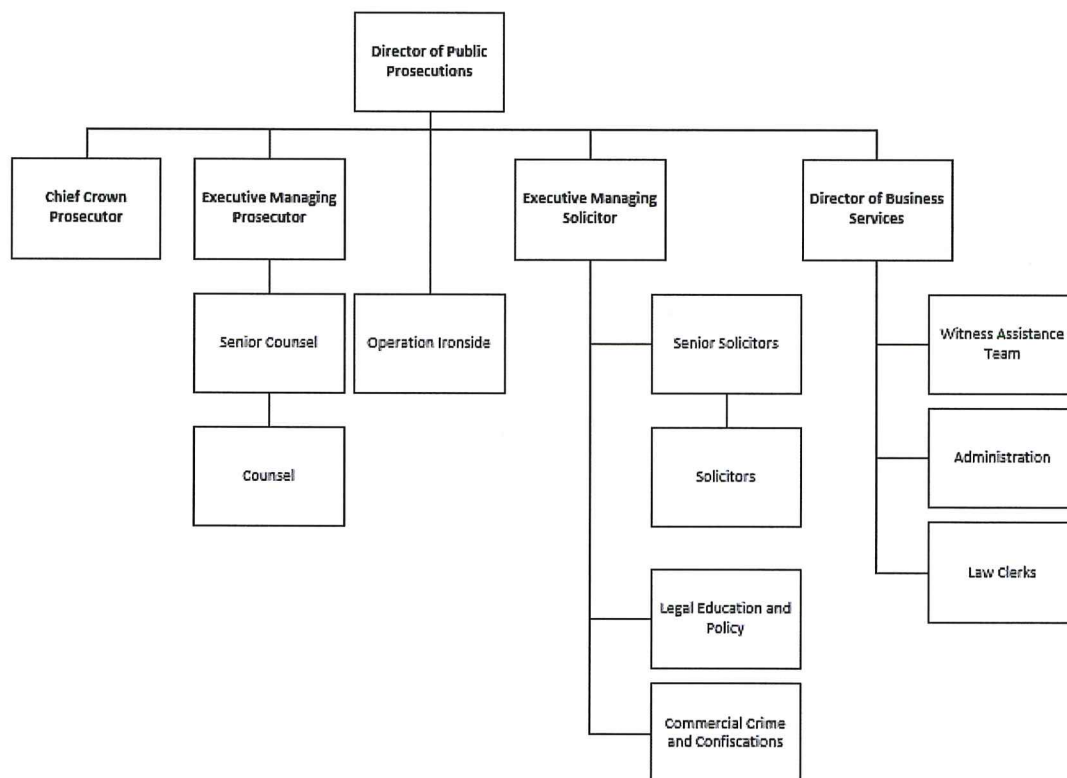 Director of Public
Prosecutions
Chief Crown
Prosecutor
Executive Managing
Prosecutor
Executive Managing
Solicitor
Director of Business
Services
Senior Counsel
Operation Ironside
Senior Solicitors
Witness Assistance
Team
Counsel
Solicitors
Administration
Law Clerks
Legal Education and
Policy
Commercial Crime
and Confiscations